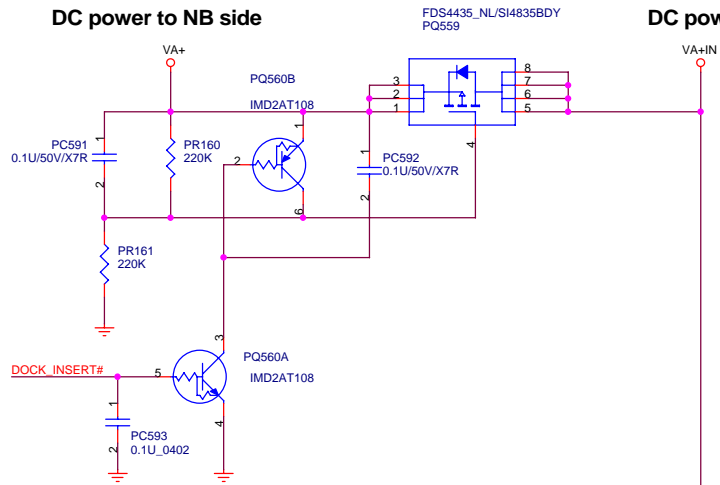 DC power to NB side
FDS4435_NL/SI4835BDY
PQ559
DC pow
VA+
VA+IN
PQ560B
IMD2AT108
3
2
1
8
7
6
5
4
PC591
0.1U/50V/X7R
1
2
PR160
220K
1
2
6
PC592
0.1U/50V/X7R
1
2
PR161
220K
DOCK_INSERT#
5
3
4
PQ560A
IMD2AT108
1
2
PC593
0.1U_0402